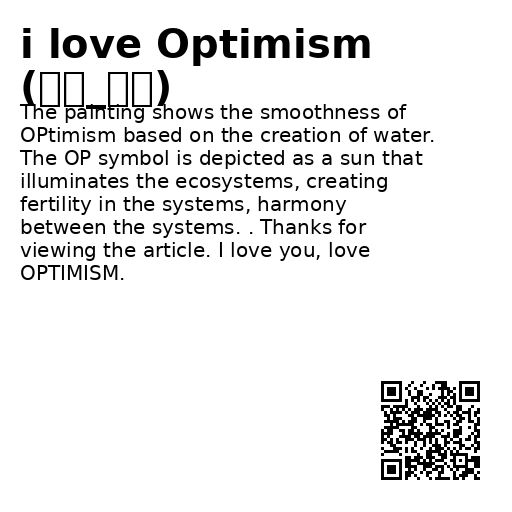 i love Optimism
(▯▯_▯▯)
The painting shows the smoothness of
OPtimism based on the creation of water.
The OP symbol is depicted as a sun that
illuminates the ecosystems, creating
fertility in the systems, harmony
between the systems. . Thanks for
viewing the article. I love you, love
OPTIMISM.